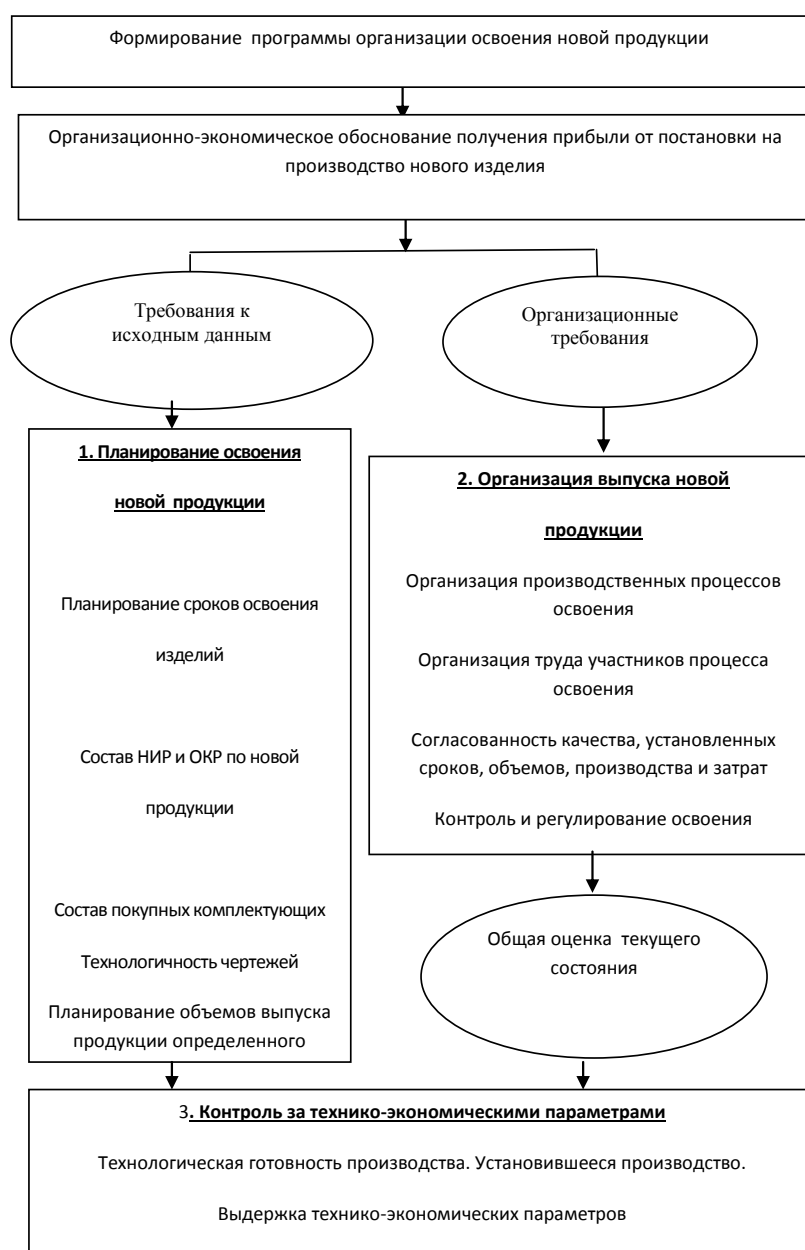 Формирование программы организации освоения новой продукции
Организационно-экономическое обоснование получения прибыли от постановки на
производство нового изделия
Требования к
исходным данным
Организационные
требования
1. Планирование освоения
новой продукции
Планирование сроков освоения
изделий
Состав НИР и ОКР по новой
продукции
Состав покупных комплектующих
Технологичность чертежей
Планирование объемов выпуска
продукции определенного
2. Организация выпуска новой
продукции
Организация производственных процессов
освоения
Организация труда участников процесса
освоения
Согласованность качества, установленных
сроков, объемов, производства и затрат
Контроль и регулирование освоения
Общая оценка текущего
состояния
3. Контроль за технико-экономическими параметрами
Технологическая готовность производства. Установившееся производство.
Выдержка технико-экономических параметров